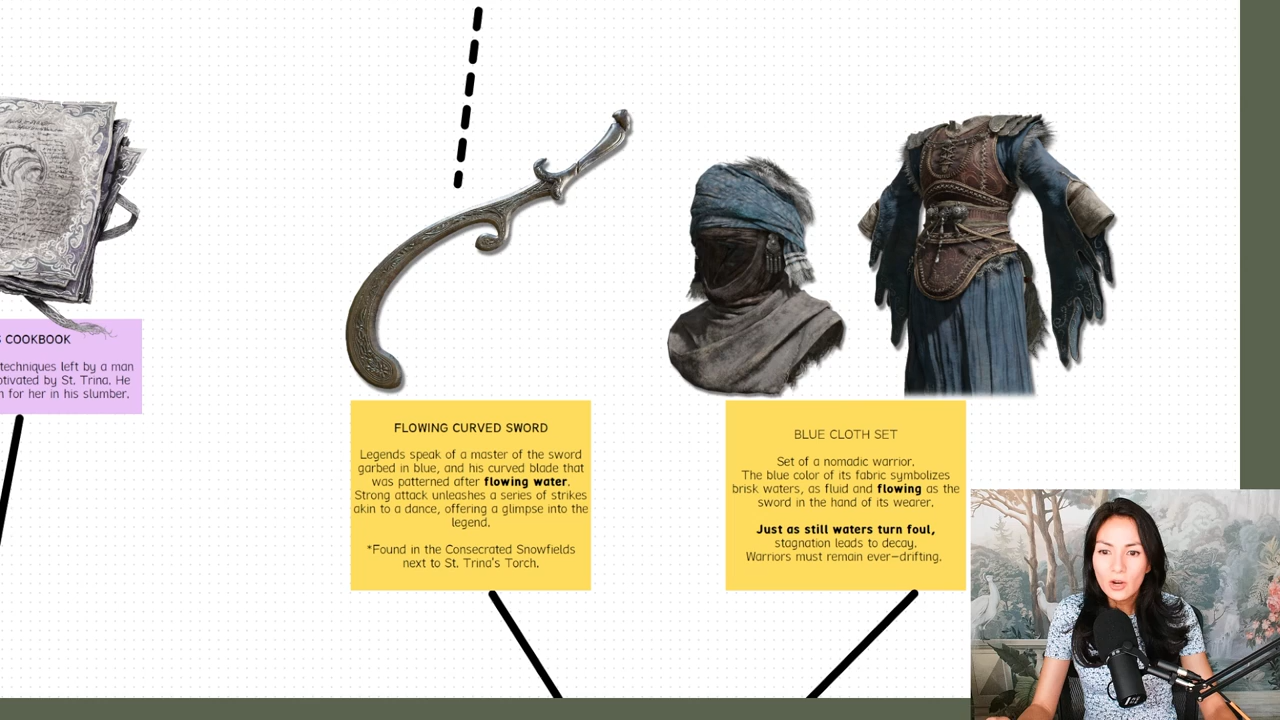 S COOKBOOK
techniques left by a man
otivated by St. Trina. He
n for her in his slumber.
FLOWING CURVED SWORD
Legends speak of a master of the sword
garbed in blue, and his curved blade that
was patterned after flowing water.
Strong attack unleashes a series of strikes
akin to a dance, offering a glimpse into the
legend.
*Found in the Consecrated Snowfields
next to St. Trina's Torch.
BLUE CLOTH SET
Set of a nomadic warrior.
The blue color of its fabric symbolizes
brisk waters, as fluid and flowing as the
sword in the hand of its wearer.
Just as still waters turn foul,
stagnation leads to decay.
Warriors must remain ever–drifting.